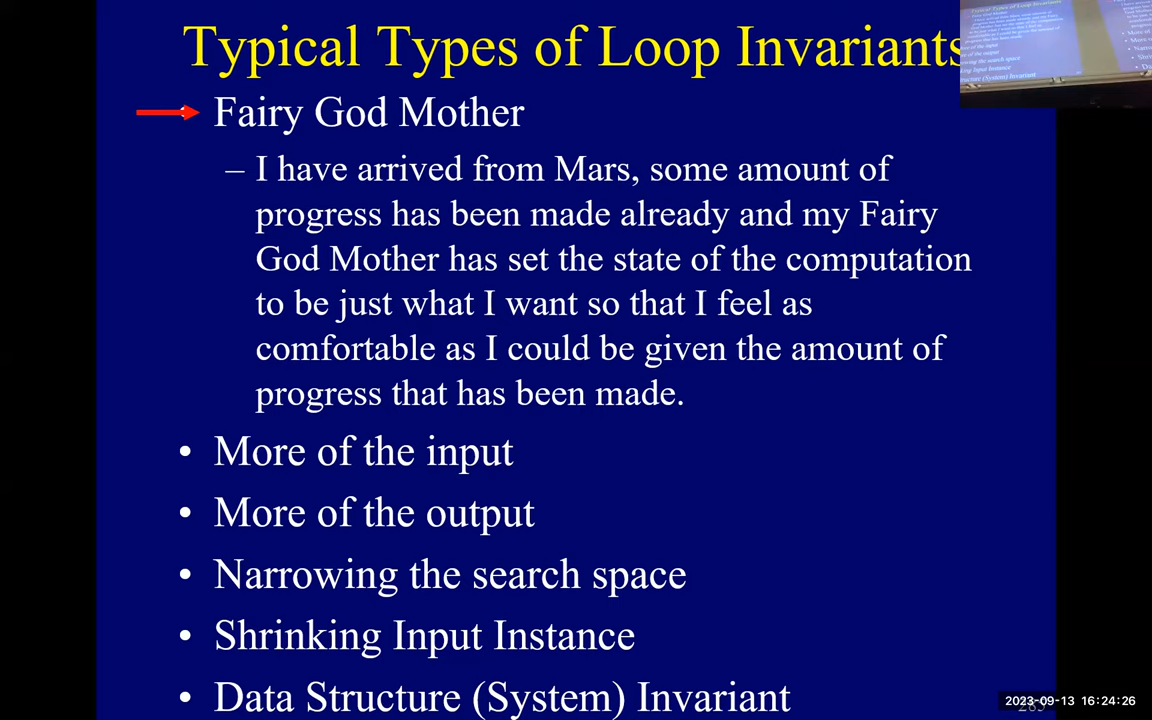 Typical Types of Loop Invariants
• Fairy God Mother
– I have arrived from Mars, some amount of
progress has been made already and my Fairy
God Mother has set the state of the computation
to be just what I want so that I feel as
comfortable as I could be given the amount of
progress that has been made.
• More of the input
• More of the output
• Narrowing the search space
• Shrinking Input Instance
• Data Structure (System) Invariant
2023-09-13 16:24:26